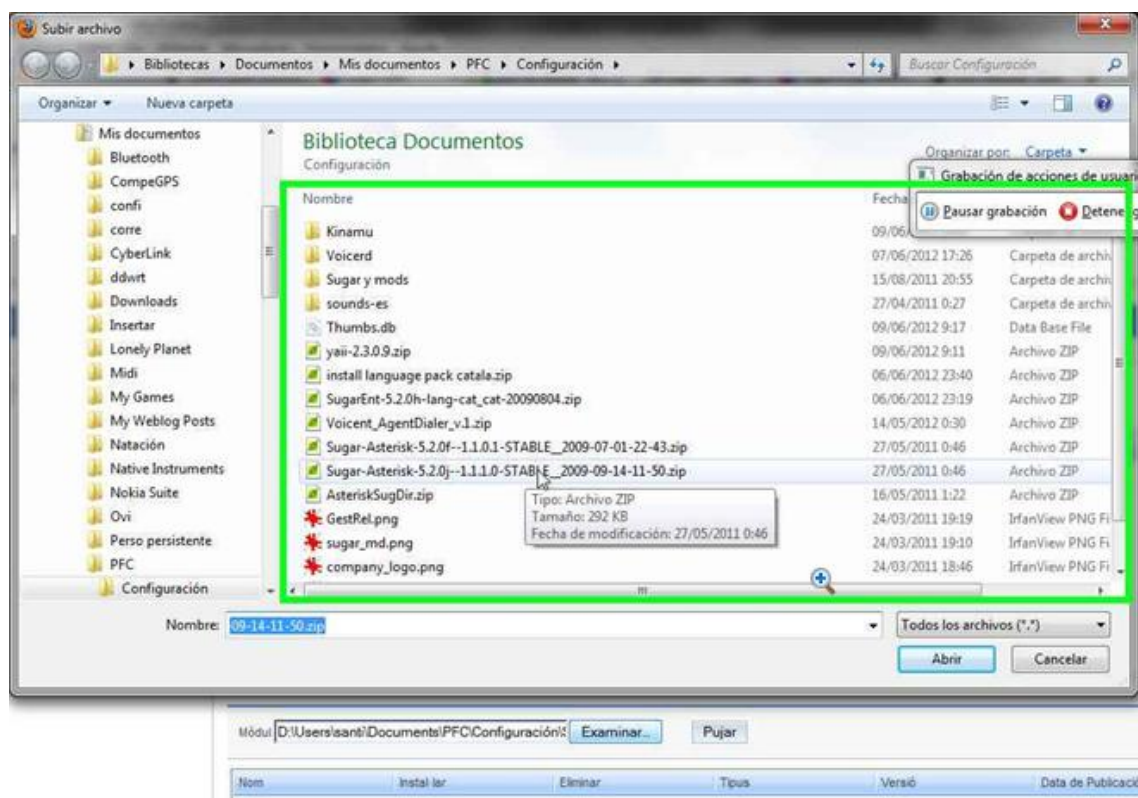 Subir archivo
Bibliotecas ▸ Documentos ▸ Mis documentos ▸ PFC ▸ Configuración ▸
Buscar Configuración
Organizar
Nueva carpeta
Mis documentos
Bluetooth
CompeGPS
confi
corre
CyberLink
ddwrt
Downloads
Insertar
Lonely Planet
Midi
My Games
My Weblog Posts
Natación
Native Instruments
Nokia Suite
Ovi
Perso persistente
PFC
Configuración
Biblioteca Documentos
Configuración
Organizar por: Carpeta
Grabación de acciones de usuari
Pausar grabación Detene g
Nombre Fecha
Kinamu 09/06/
Voicerd 07/06/2012 17:26 Carpeta de archiv
Sugar y mods 15/08/2011 20:55 Carpeta de archiv
sounds-es 27/04/2011 0:27 Carpeta de archiv
Thumbs.db 09/06/2012 9:17 Data Base File
yaii-2.3.0.9.zip 09/06/2012 9:11 Archivo ZIP
install language pack catala.zip 06/06/2012 23:40 Archivo ZIP
SugarEnt-5.2.0h-lang-cat_cat-20090804.zip 06/06/2012 23:19 Archivo ZIP
Voicent_AgentDialer_v.1.zip 14/05/2012 0:30 Archivo ZIP
Sugar-Asterisk-5.2.0f--1.1.0.1-STABLE__2009-07-01-22-43.zip 27/05/2011 0:46 Archivo ZIP
Sugar-Asterisk-5.2.0j--1.1.1.0-STABLE__2009-09-14-11-50.zip 27/05/2011 0:46 Archivo ZIP
AsteriskSugDir.zip 16/05/2011 1:22 Archivo ZIP
GestRel.png 24/03/2011 19:19 IrfanView PNG Fi
sugar_md.png 24/03/2011 19:10 IrfanView PNG Fi
company_logo.png 24/03/2011 18:46 IrfanView PNG Fi
Tipo: Archivo ZIP
Tamaño: 292 KB
Fecha de modificación: 27/05/2011 0:46
Nombre: 09-14-11-50.zip Todos los archivos (*.*)
Abrir Cancelar
Mòdul D:\Users\santi\Documents\PFC\Configuración\S Examinar... Pujar
Nom Instal·lar Eliminar Tipus Versió Data de Publicació